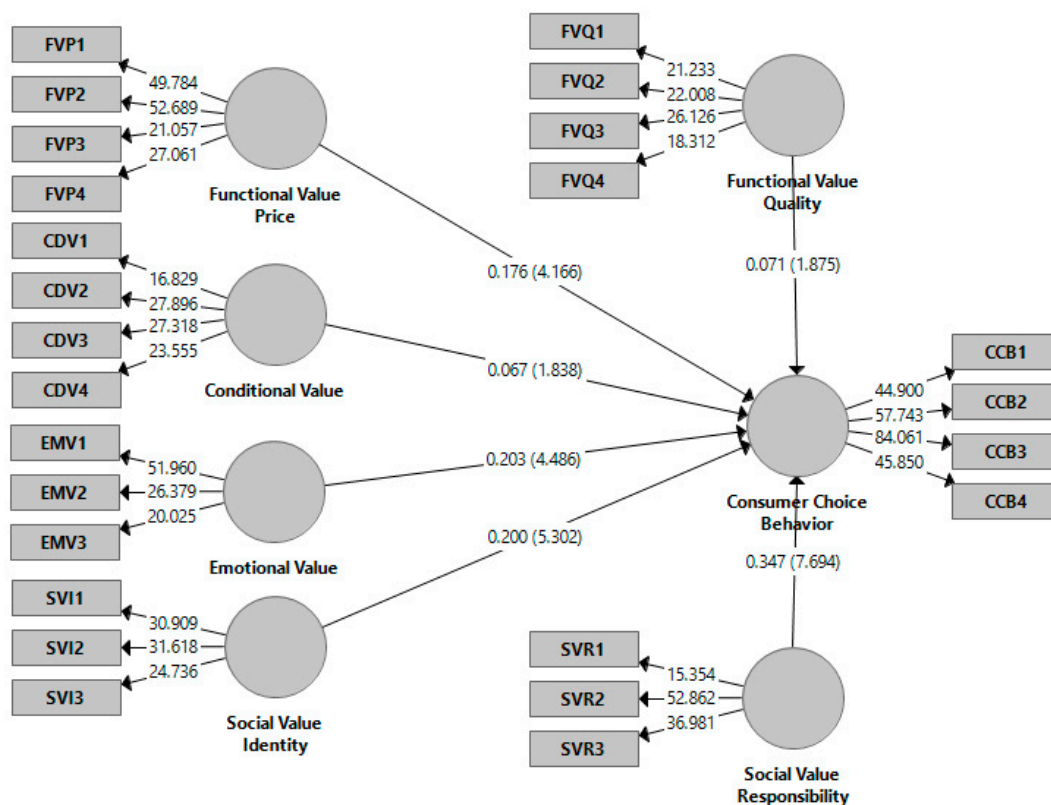 FVP1
FVP2
FVP3
FVP4
49.784
52.689
21.057
27.061
Functional Value
Price
FVQ1
FVQ2
FVQ3
FVQ4
21.233
22.008
26.126
18.312
Functional Value
Quality
CDV1
CDV2
CDV3
CDV4
16.829
27.896
27.318
23.555
Conditional Value
0.176 (4.166)
0.071 (1.875)
0.067 (1.838)
EMV1
EMV2
EMV3
51.960
26.379
20.025
Emotional Value
0.203 (4.486)
0.200 (5.302)
Consumer Choice
Behavior
44.900
57.743
84.061
45.850
CCB1
CCB2
CCB3
CCB4
0.347 (7.694)
SVI1
SVI2
SVI3
30.909
31.618
24.736
Social Value
Identity
SVR1
SVR2
SVR3
15.354
52.862
36.981
Social Value
Responsibility